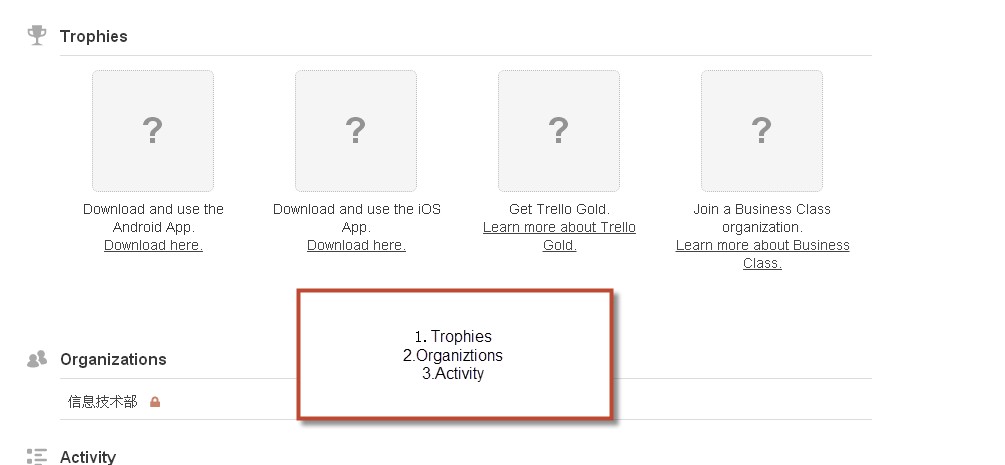 Trophies
?
?
?
?
Download and use the
Android App.
Download here.
Download and use the iOS
App.
Download here.
Get Trello Gold.
Learn more about Trello
Gold.
Join a Business Class
organization.
Learn more about Business
Class.
1. Trophies
2.Organiztions
3.Activity
Organizations
信息技术部
Activity